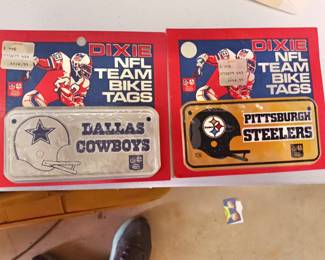 DIXIE
NFL
TEAM
BIKE
TAGS
DALLAS
COWBOYS
DIXIE
NFL
TEAM
BIKE
TAGS
PITTSBURGH
STEELERS